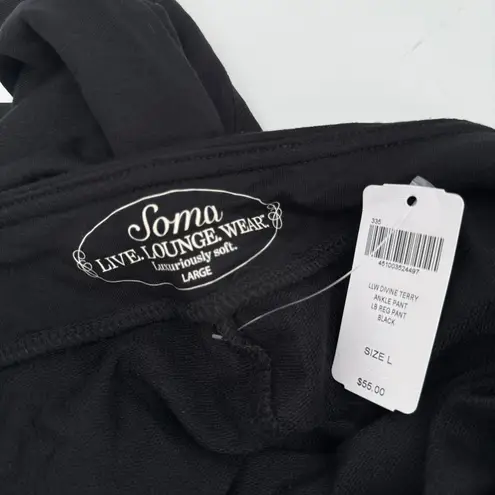 Soma
LIVE. LOUNGE. WEAR.®
Luxuriously soft.
LARGE
335
451003524497
LLW DIVINE TERRY
ANKLE PANT
LB REG PANT
BLACK
SIZE L
$55.00